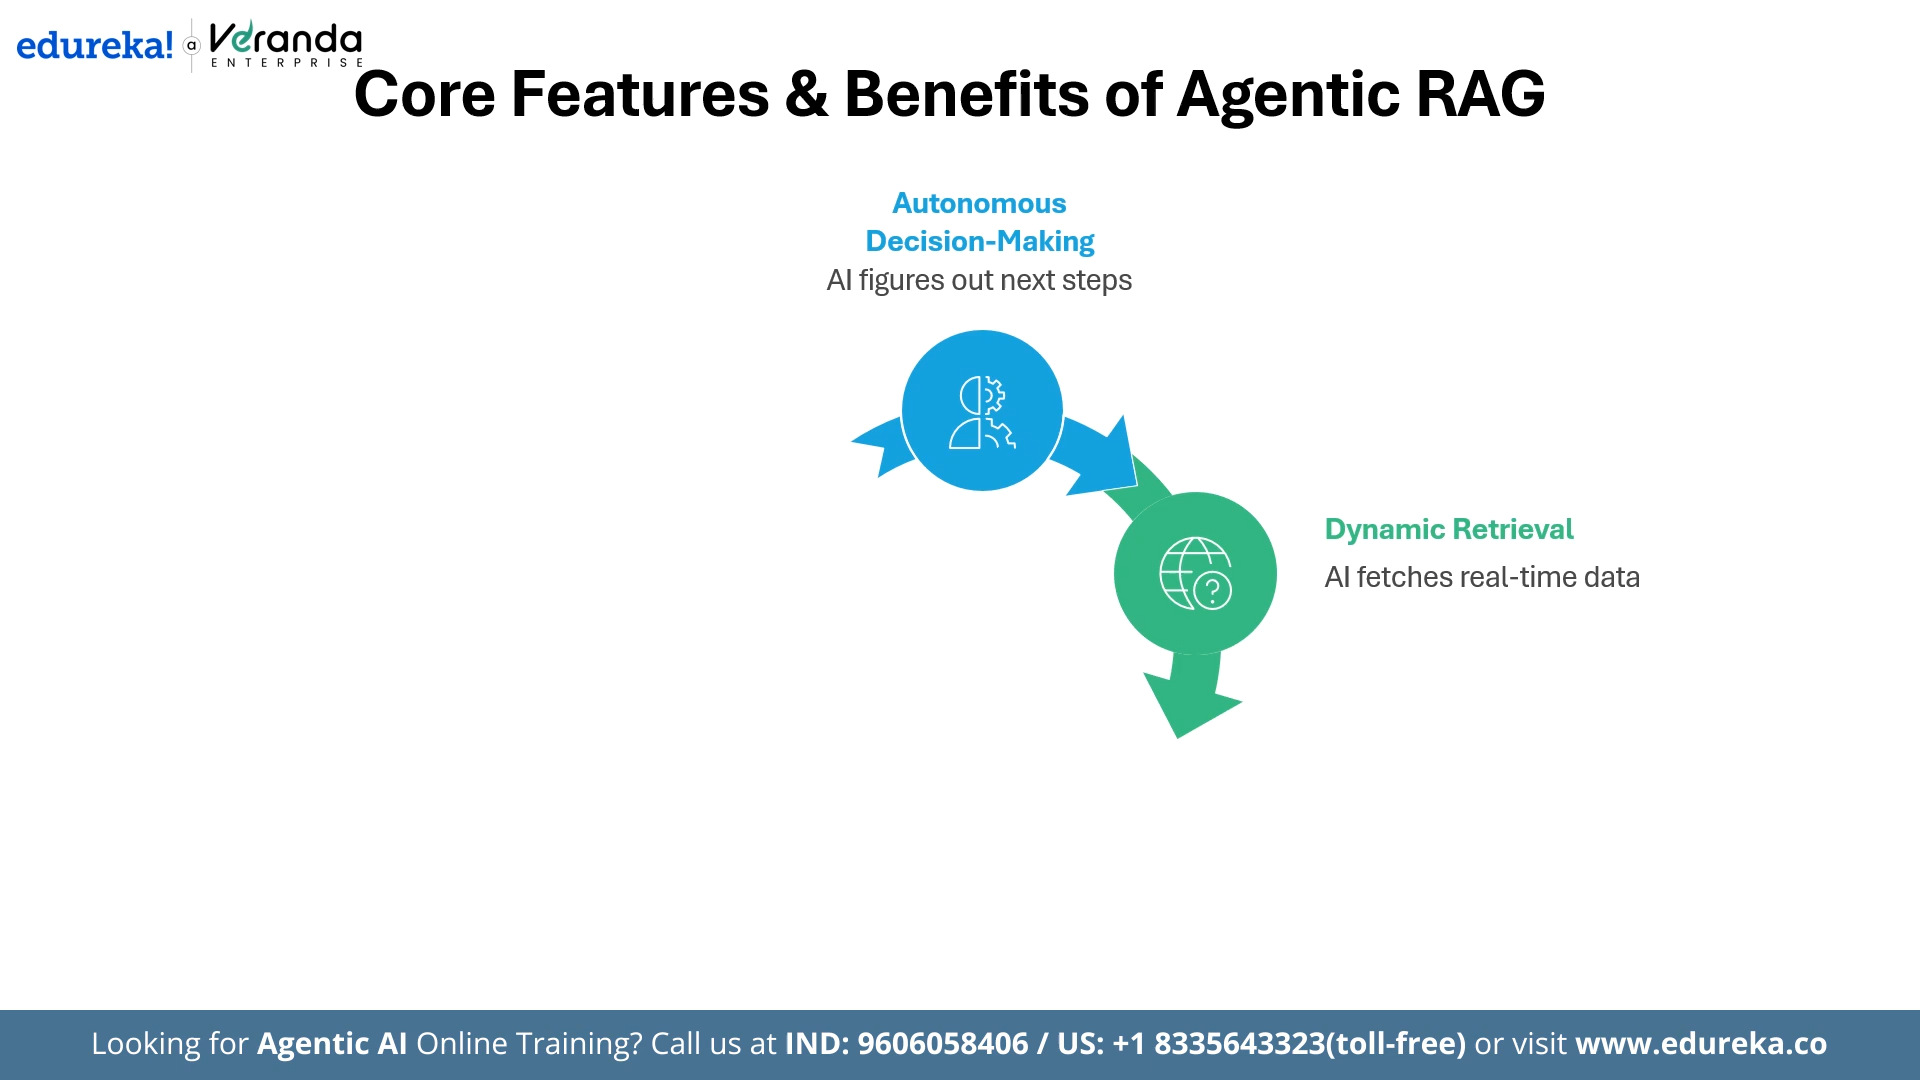 edureka! a Veranda
ENTERPRISE
Core Features & Benefits of Agentic RAG
Autonomous
Decision-Making
AI figures out next steps
Dynamic Retrieval
AI fetches real-time data
?
Looking for Agentic AI Online Training? Call us at IND: 9606058406 / US: +1 8335643323(toll-free) or visit www.edureka.co